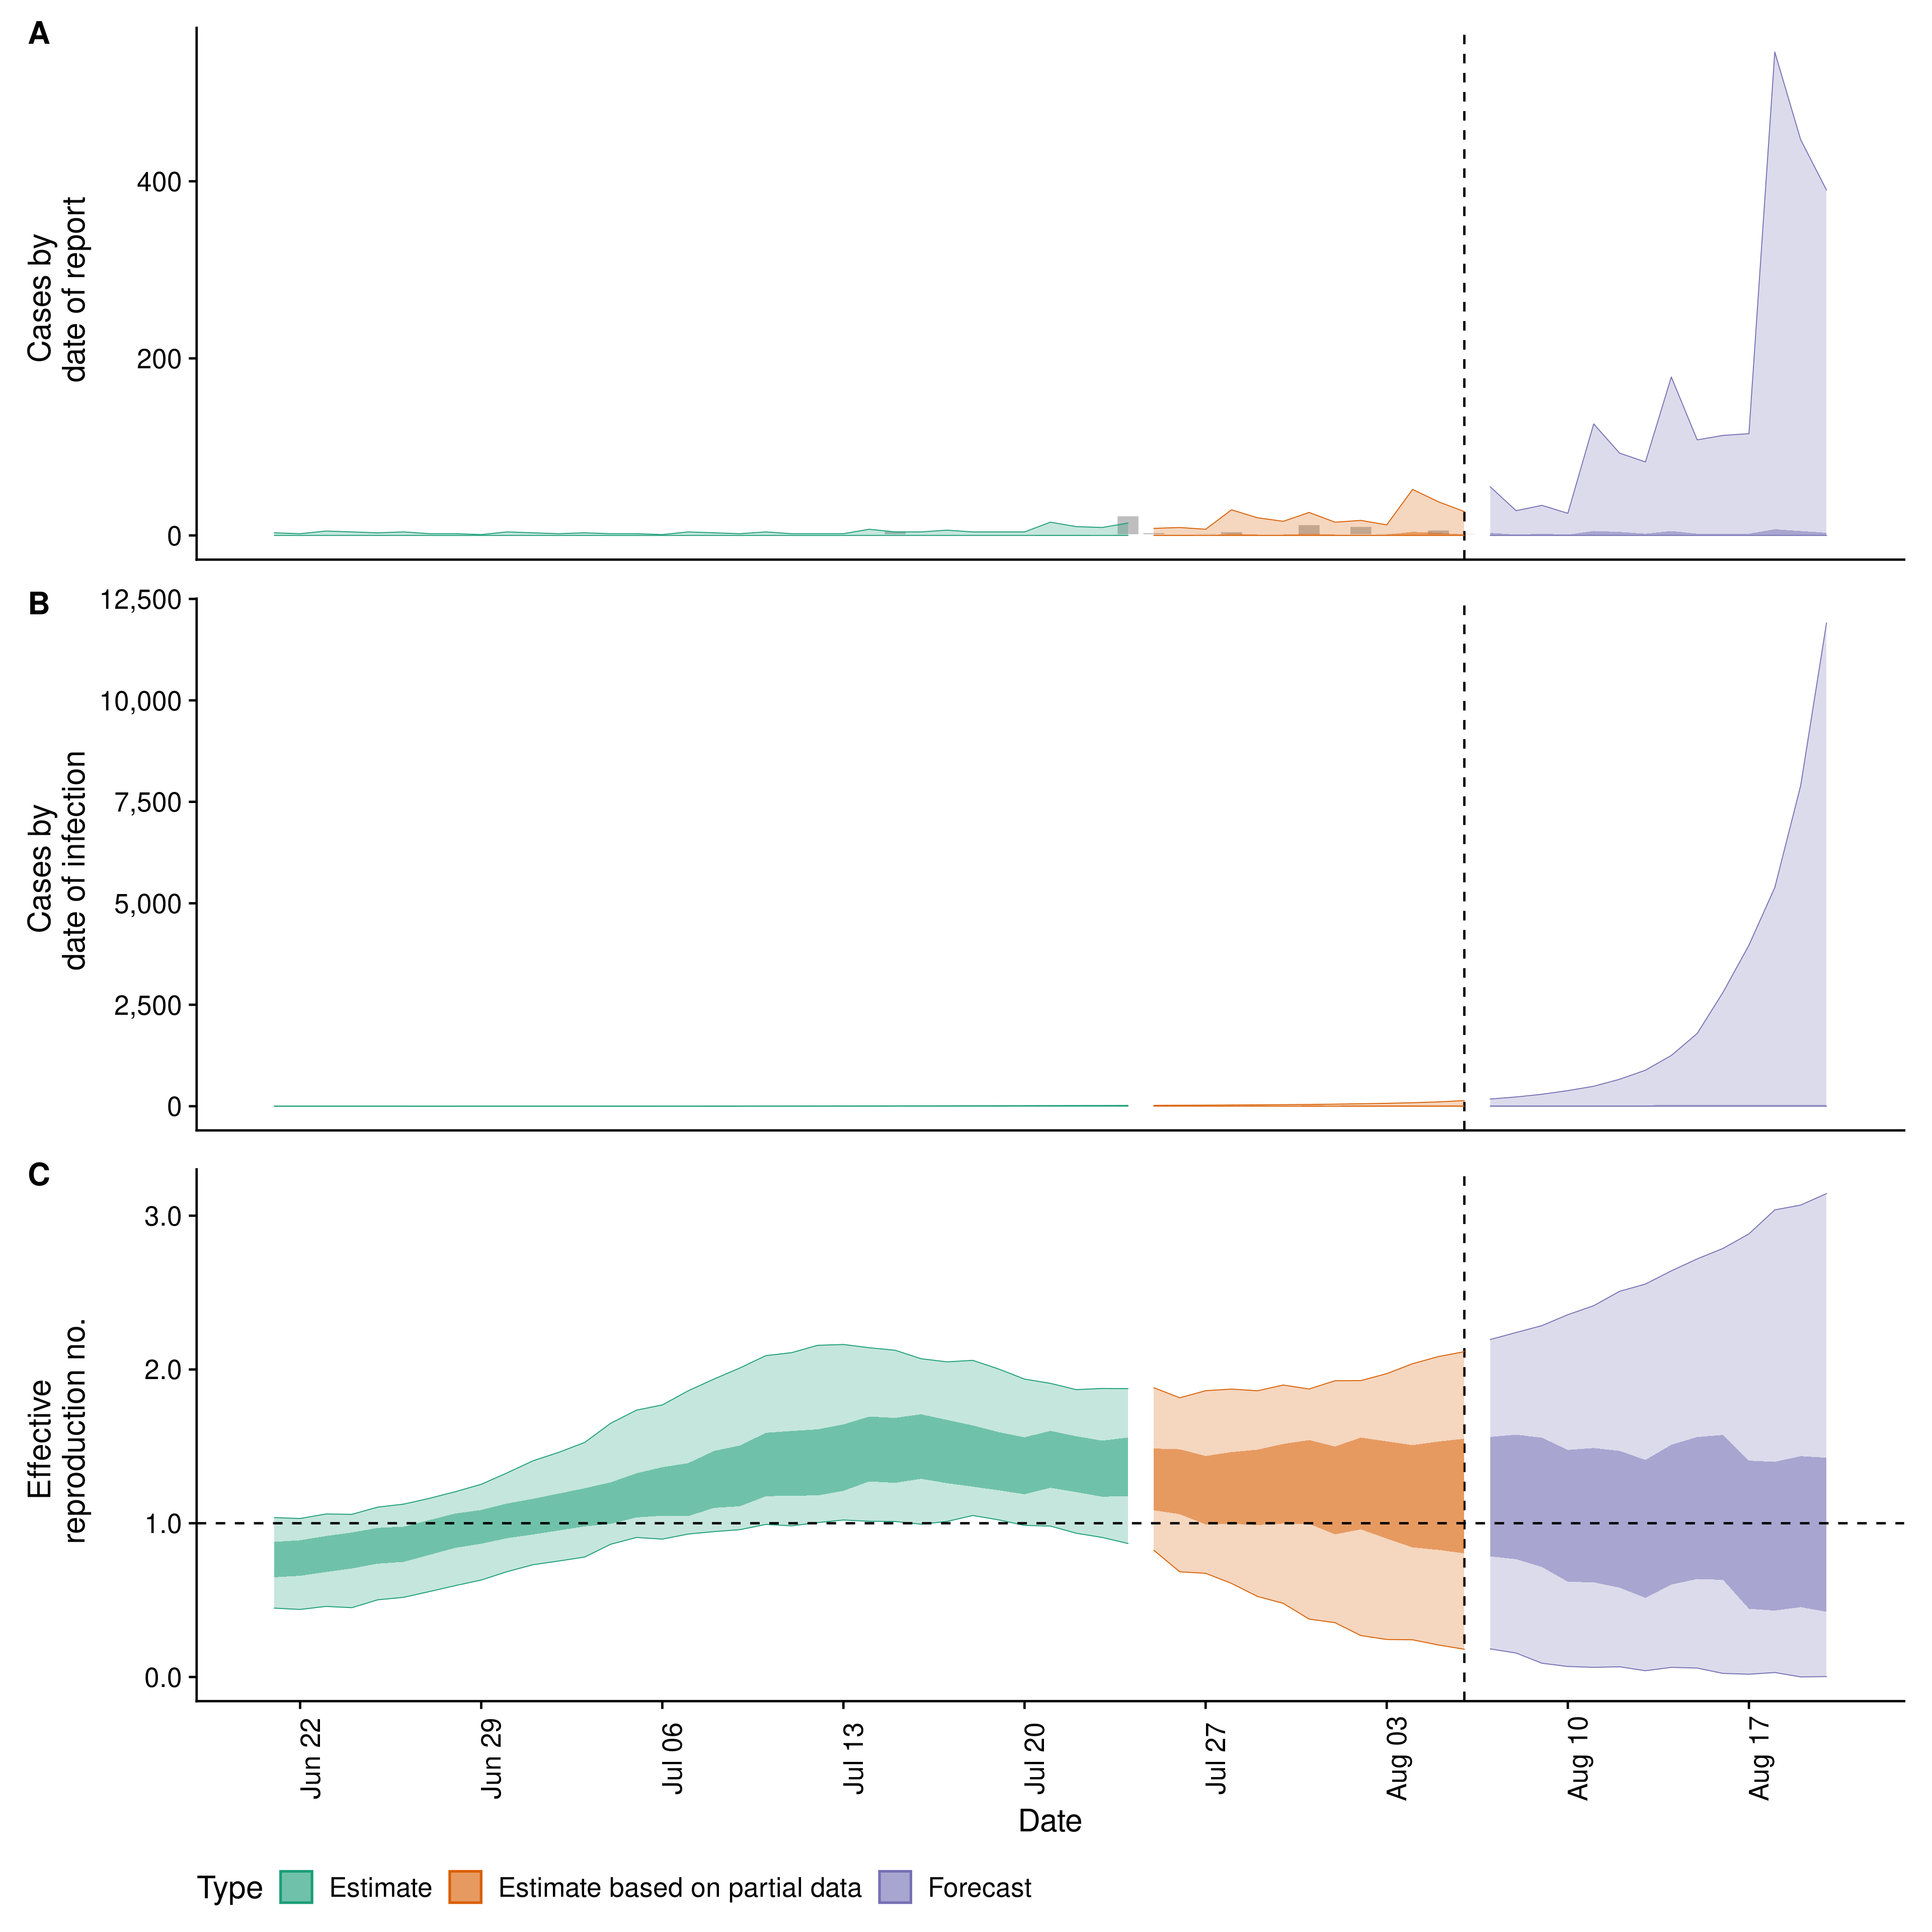 A
Cases by
date of report
400
200
0
B
Cases by
date of infection
12,500
10,000
7,500
5,000
2,500
0
C
Effective
reproduction no.
3.0
2.0
1.0
0.0
Jun 22
Jun 29
Jul 06
Jul 13
Jul 20
Jul 27
Aug 03
Aug 10
Aug 17
Date
Type Estimate Estimate based on partial data Forecast